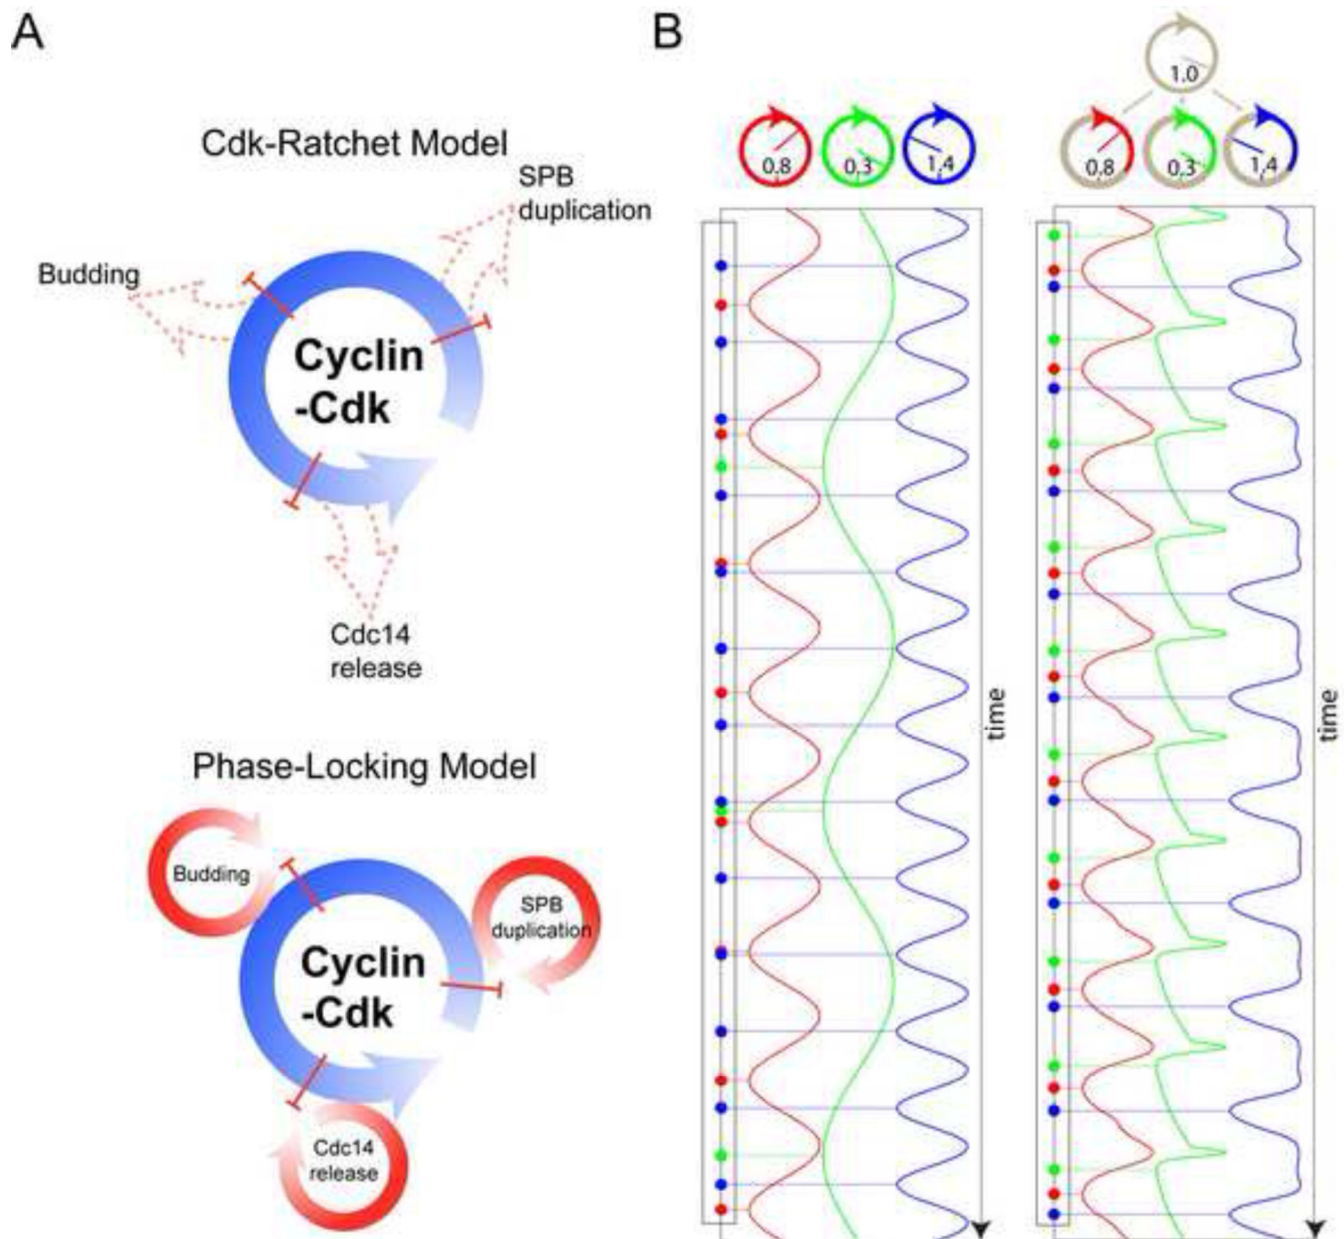 A
Cdk-Ratchet Model
SPB
duplication
Budding
Cyclin
-Cdk
Cdc14
release
Phase-Locking Model
Budding
SPB
duplication
Cyclin
-Cdk
Cdc14
release
B
0.8
0.3
1.4
time
1.0
0.8
0.3
1.4
time